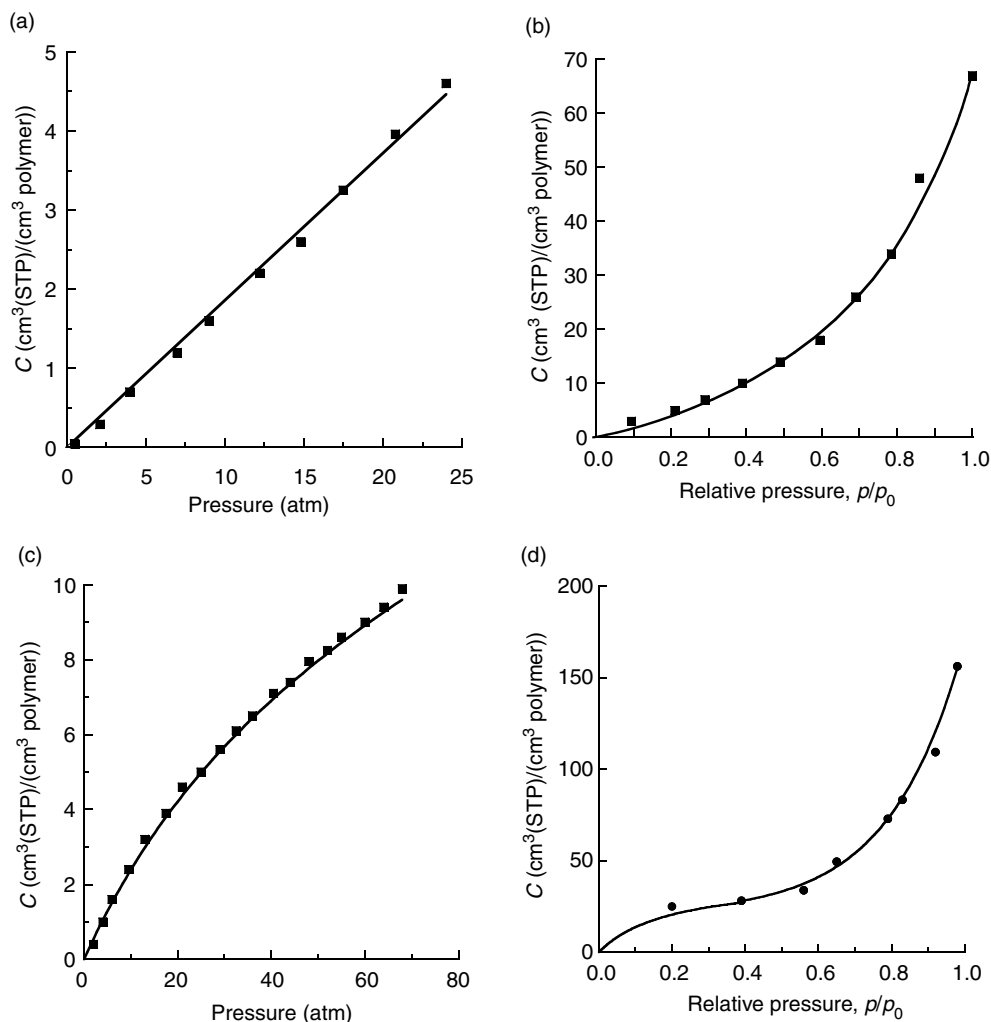 (a)
5
4
3
2
1
0
C (cm³(STP)/(cm³ polymer))
0 5 10 15 20 25
Pressure (atm)
(b)
70
60
50
40
30
20
10
0
C (cm³ (STP)/(cm³ polymer))
0.0 0.2 0.4 0.6 0.8 1.0
Relative pressure, p/p₀
(c)
10
8
6
4
2
0
C (cm³(STP)/(cm³ polymer))
0 20 40 60 80
Pressure (atm)
(d)
200
150
100
50
0
C (cm³(STP)/(cm³ polymer))
0.0 0.2 0.4 0.6 0.8 1.0
Relative pressure, p/p₀